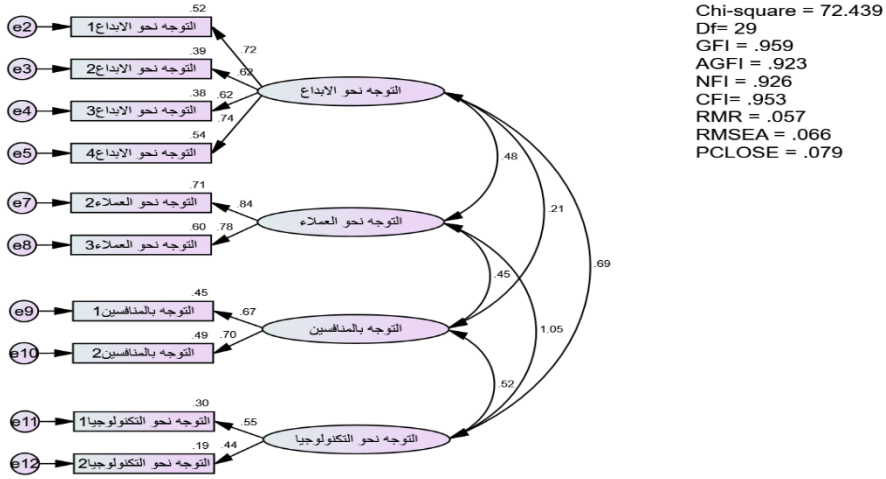 .52
e2
التوجه نحو الابداع1
.72
.39
e3
التوجه نحو الابداع2
.62
.38
e4
التوجه نحو الابداع3
.62
.54
e5
التوجه نحو الابداع4
.74
التوجه نحو الابداع
.71
e7
التوجه نحو العملاء2
.84
.60
e8
التوجه نحو العملاء3
.78
التوجه نحو العملاء
.45
e9
التوجه بالمنافسين1
.67
.49
e10
التوجه بالمنافسين2
.70
التوجه بالمنافسين
.30
e11
التوجه نحو التكنولوجيا1
.55
.19
e12
التوجه نحو التكنولوجيا2
.44
التوجه نحو التكنولوجيا
.48
.21
.69
.45
1.05
.52
Chi-square = 72.439
Df= 29
GFI = .959
AGFI = .923
NFI = .926
CFI= .953
RMR = .057
RMSEA = .066
PCLOSE = .079